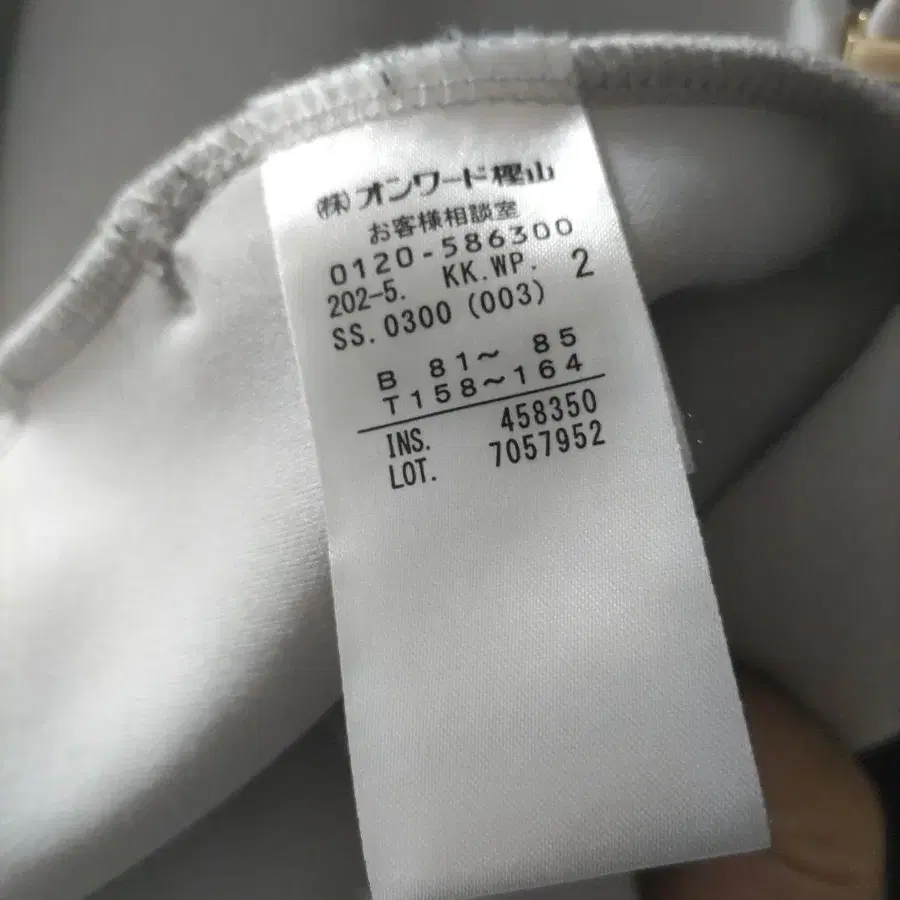 (株)オンワード樫山
お客様相談室
0120-586300
202-5. KK.WP. 2
SS.0300 (003)
B 81～ 85
T158～164
INS. 458350
LOT. 7057952